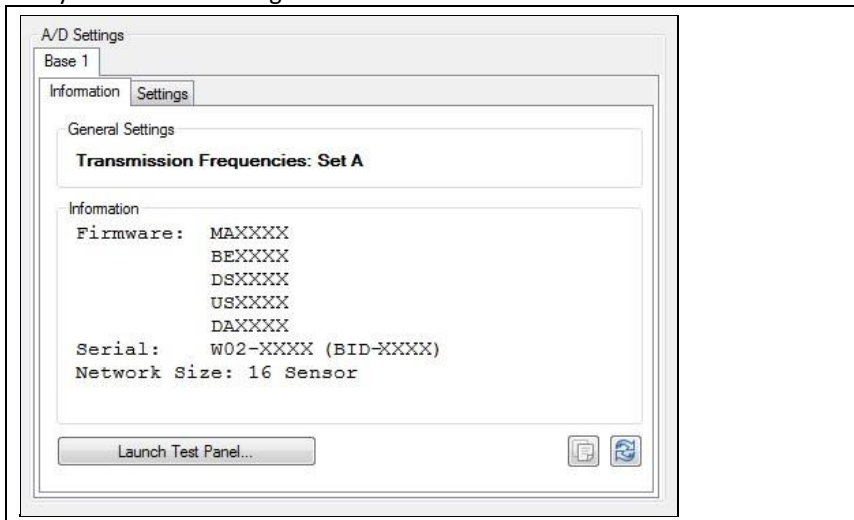 A/D Settings
Base 1
Information Settings
General Settings
Transmission Frequencies: Set A
Information
Firmware: MAXXXX
BEXXXX
DSXXXX
USXXXX
DAXXXX
Serial: W02-XXXX (BID-XXXX)
Network Size: 16 Sensor
Launch Test Panel...